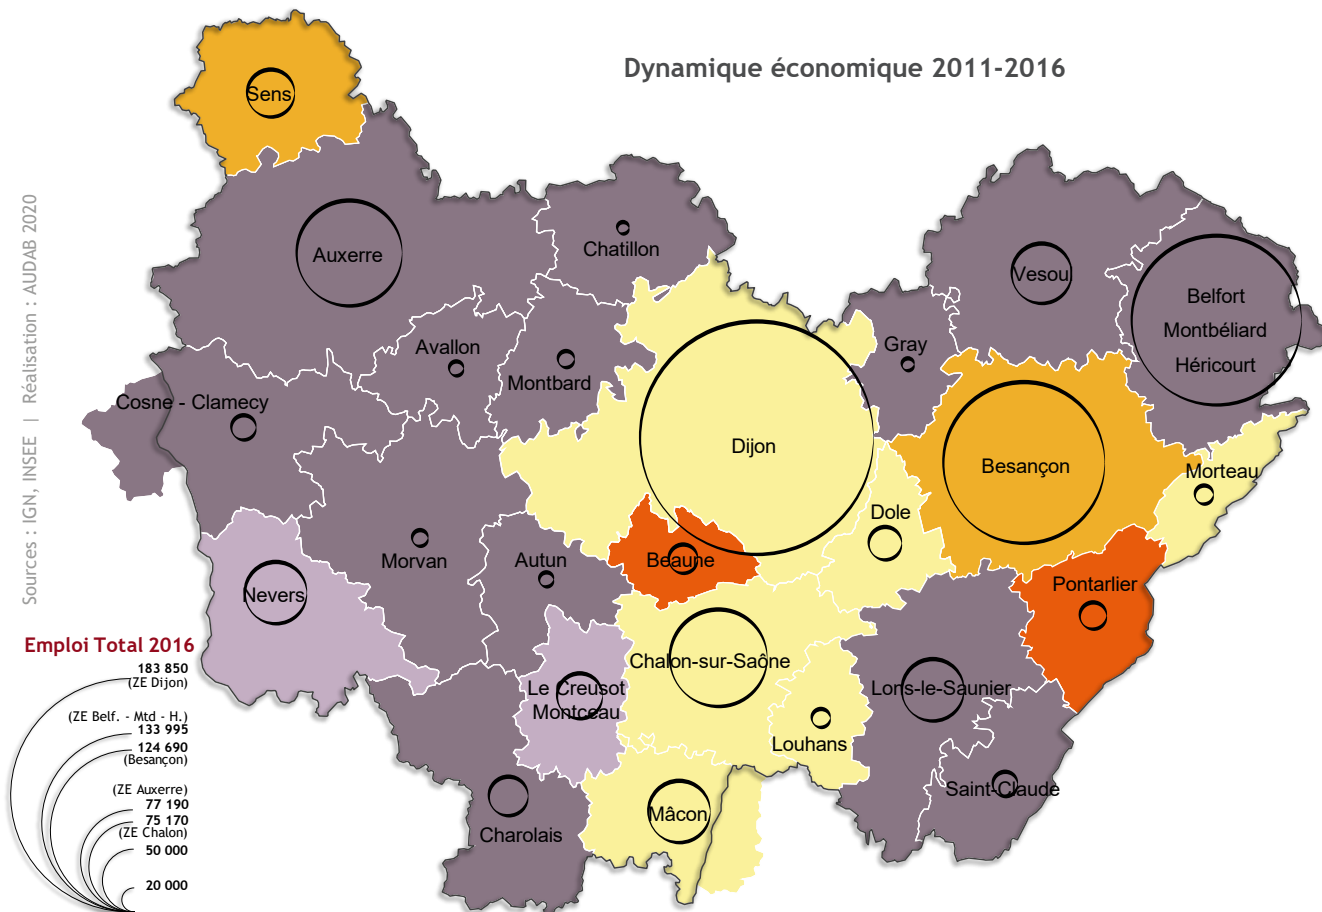 Dynamique économique 2011-2016
Sens
Auxerre
Chatillon
Vesoul
Belfort
Montbéliard
Héricourt
Avallon
Montbard
Gray
Cosne - Clamecy
Dijon
Besançon
Morteau
Dole
Morvan
Autun
Beaune
Pontarlier
Nevers
Chalon-sur-Saône
Le Creusot
Montceau
Lons-le-Saunier
Louhans
Saint-Claude
Mâcon
Charolais
Sources : IGN, INSEE | Réalisation : AUDAB 2020
Emploi Total 2016
183 850
(ZE Dijon)
(ZE Belf. - Mtd - H.)
133 995
124 690
(Besançon)
(ZE Auxerre)
77 190
75 170
(ZE Chalon)
50 000
20 000